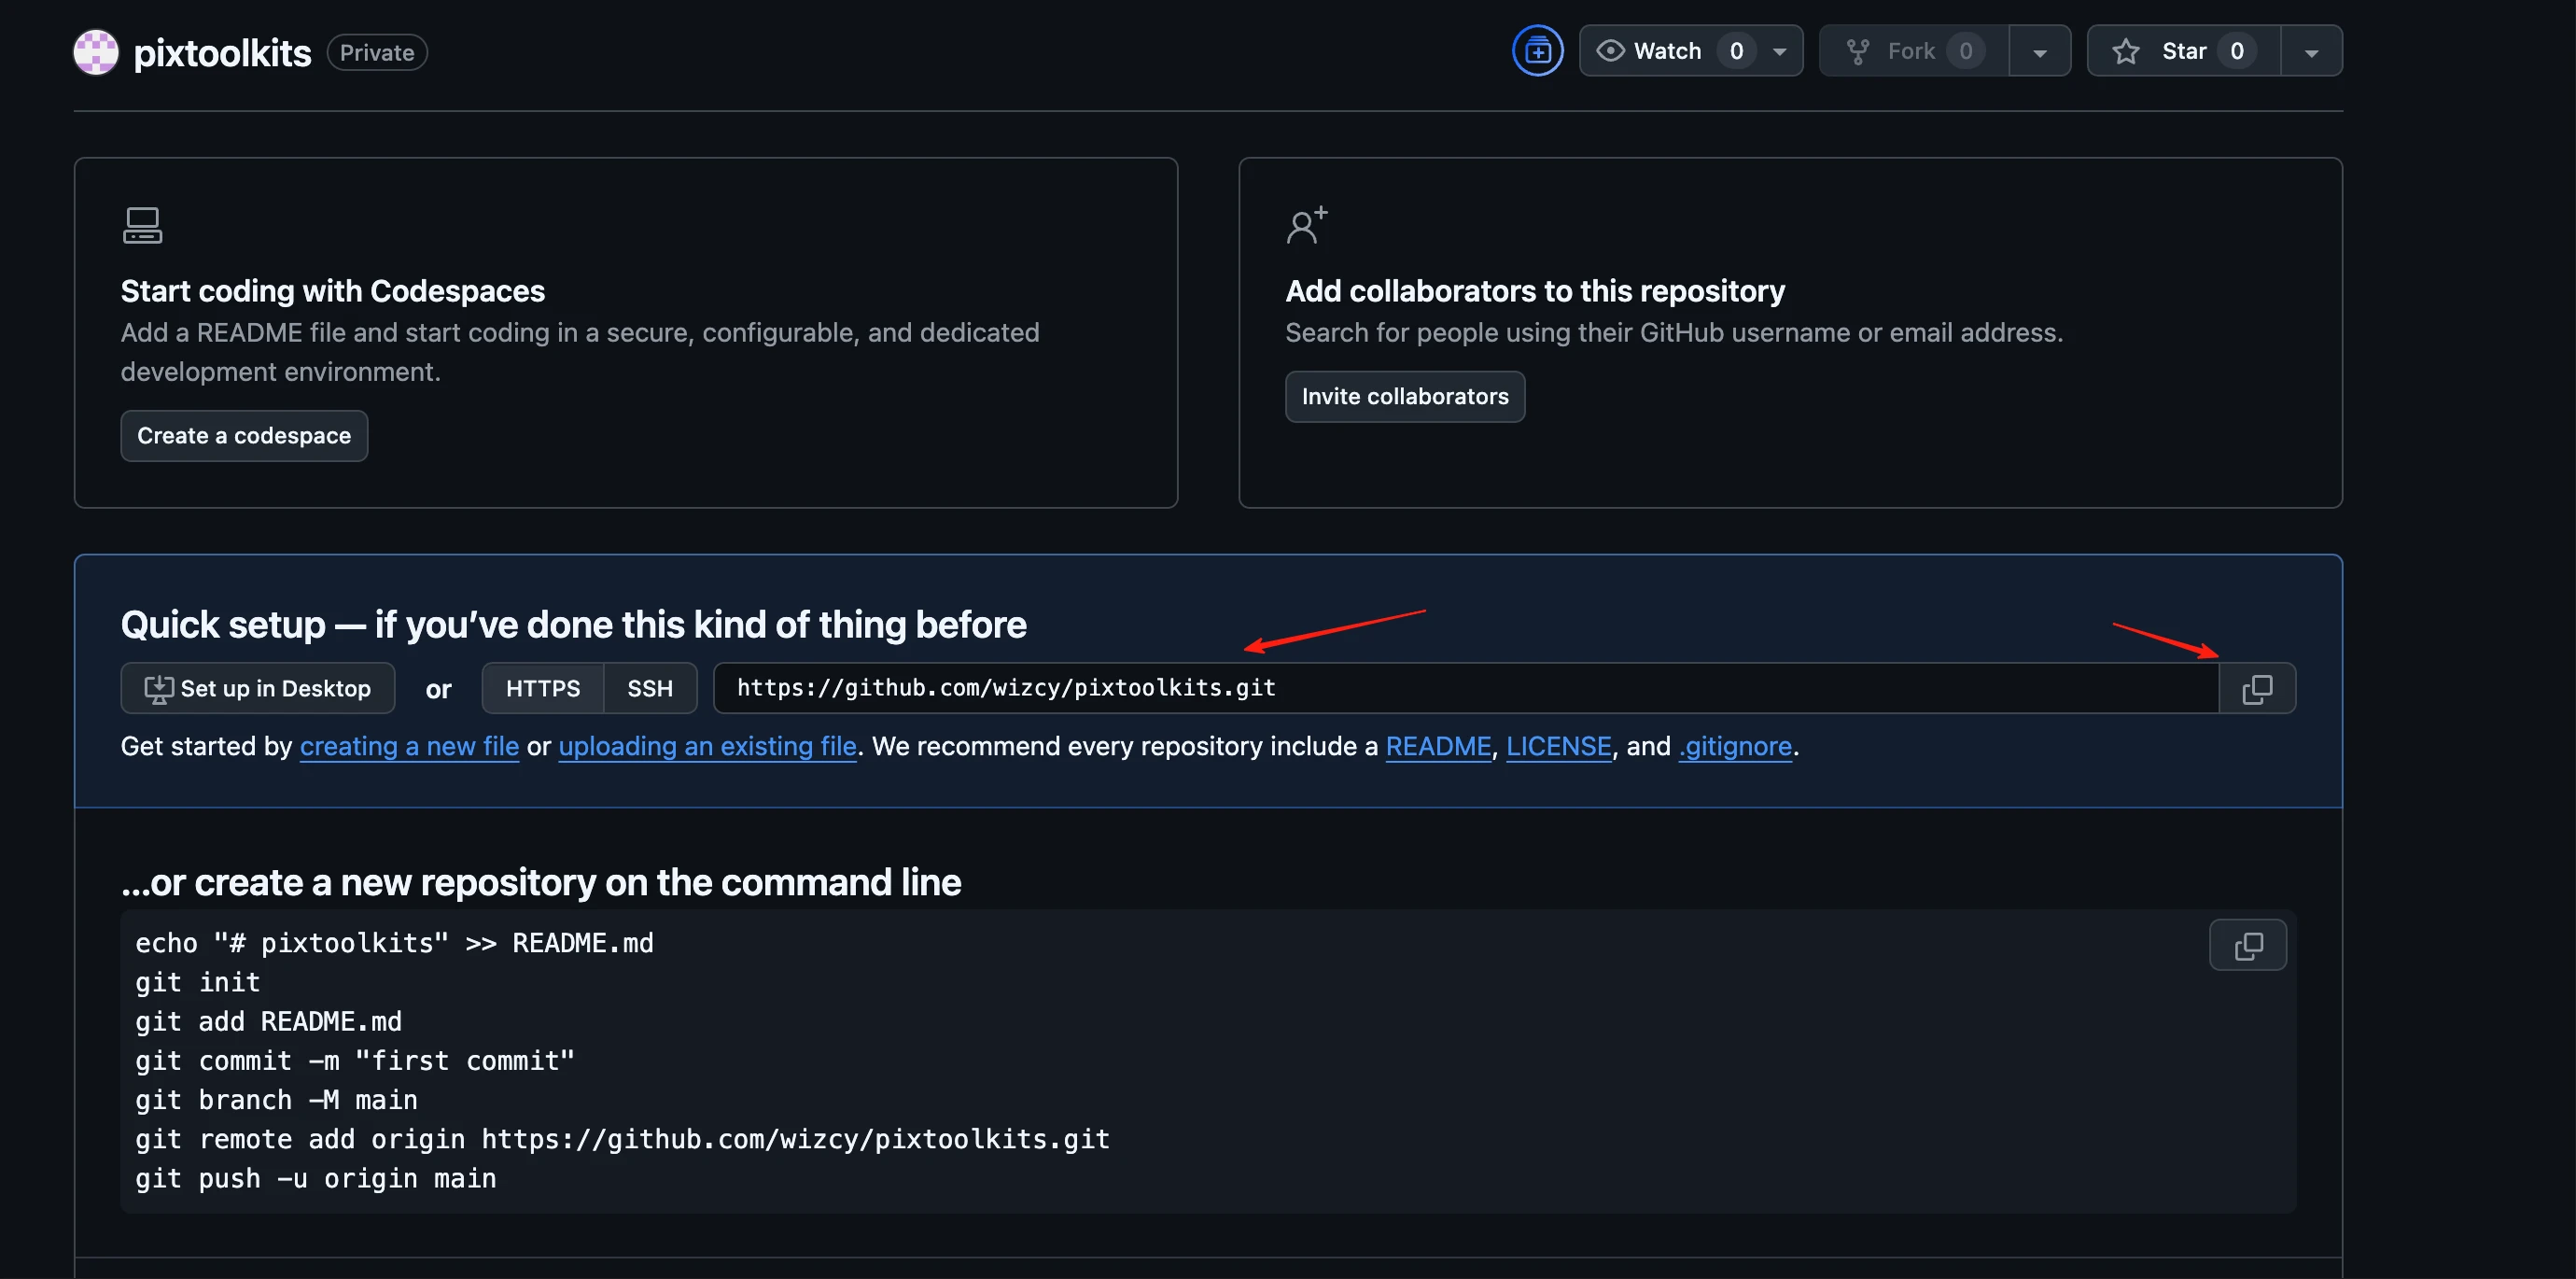 pixtoolkits Private
Watch 0
Fork 0
Star 0
Start coding with Codespaces
Add a README file and start coding in a secure, configurable, and dedicated
development environment.
Create a codespace
Add collaborators to this repository
Search for people using their GitHub username or email address.
Invite collaborators
Quick setup — if you’ve done this kind of thing before
Set up in Desktop or HTTPS SSH https://github.com/wizcy/pixtoolkits.git
Get started by creating a new file or uploading an existing file. We recommend every repository include a README, LICENSE, and .gitignore.
…or create a new repository on the command line
echo "# pixtoolkits" >> README.md
git init
git add README.md
git commit -m "first commit"
git branch -M main
git remote add origin https://github.com/wizcy/pixtoolkits.git
git push -u origin main